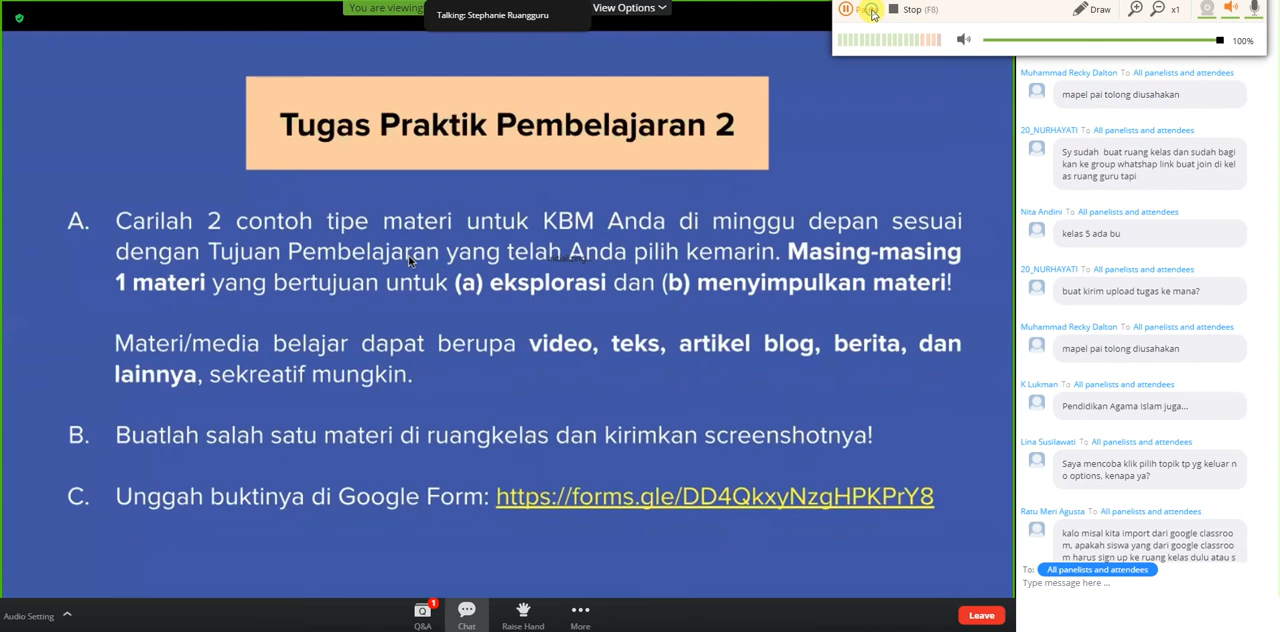 You are viewing
Talking: Stephanie Ruangguru
View Options
Stop (F8)
Draw
x1
100%
Tugas Praktik Pembelajaran 2
A. Carilah 2 contoh tipe materi untuk KBM Anda di minggu depan sesuai
dengan Tujuan Pembelajaran yang telah Anda pilih kemarin. Masing-masing
1 materi yang bertujuan untuk (a) eksplorasi dan (b) menyimpulkan materi!
Materi/media belajar dapat berupa video, teks, artikel blog, berita, dan
lainnya, sekreatif mungkin.
B. Buatlah salah satu materi di ruangkelas dan kirimkan screenshotnya!
C. Unggah buktinya di Google Form: https://forms.gle/DD4QkxyNzgHPKPrY8
Muhammad Recky Dalton To All panelists and attendees
mapel pai tolong diusahakan
20_NURHAYATI To All panelists and attendees
Sy sudah buat ruang kelas dan sudah bagi
kan ke group whatshap link buat join di kel
as ruang guru tapi
Nita Andini To All panelists and attendees
kelas 5 ada bu
20_NURHAYATI To All panelists and attendees
buat kirim upload tugas ke mana?
Muhammad Recky Dalton To All panelists and attendees
mapel pai tolong diusahakan
K Lukman To All panelists and attendees
Pendidikan Agama Islam juga...
Lina Susilawati To All panelists and attendees
Saya mencoba klik pilih topik tp yg keluar n
o options, kenapa ya?
Ratu Meri Agusta To All panelists and attendees
kalo misal kita import dari google classroo
m, apakah siswa yang dari google classroo
m harus sign up ke ruang kelas dulu atau s
To: All panelists and attendees
Type message here ...
Audio Setting
1
Q&A
Chat
Raise Hand
More
Leave